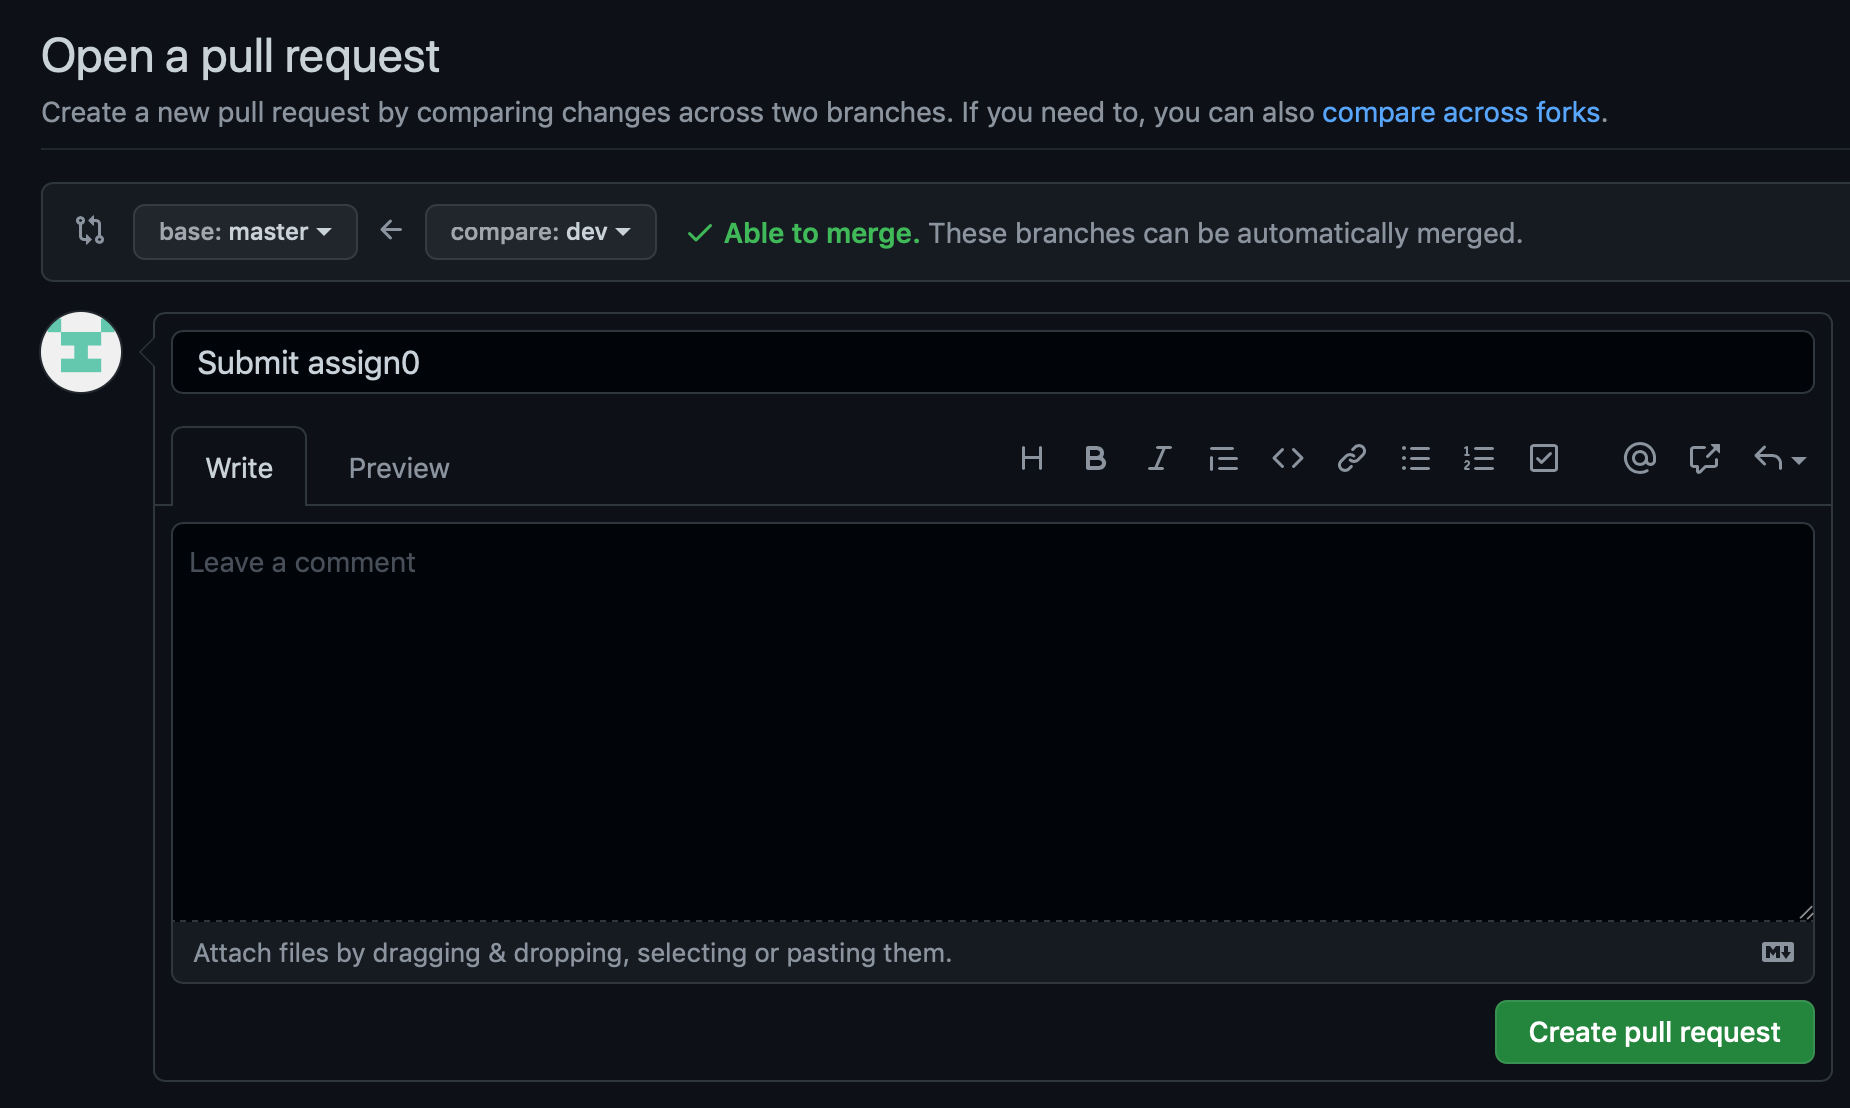 Open a pull request
Create a new pull request by comparing changes across two branches. If you need to, you can also compare across forks.
base: master
compare: dev
Able to merge. These branches can be automatically merged.
Submit assign0
Write
Preview
Leave a comment
Attach files by dragging & dropping, selecting or pasting them.
Create pull request